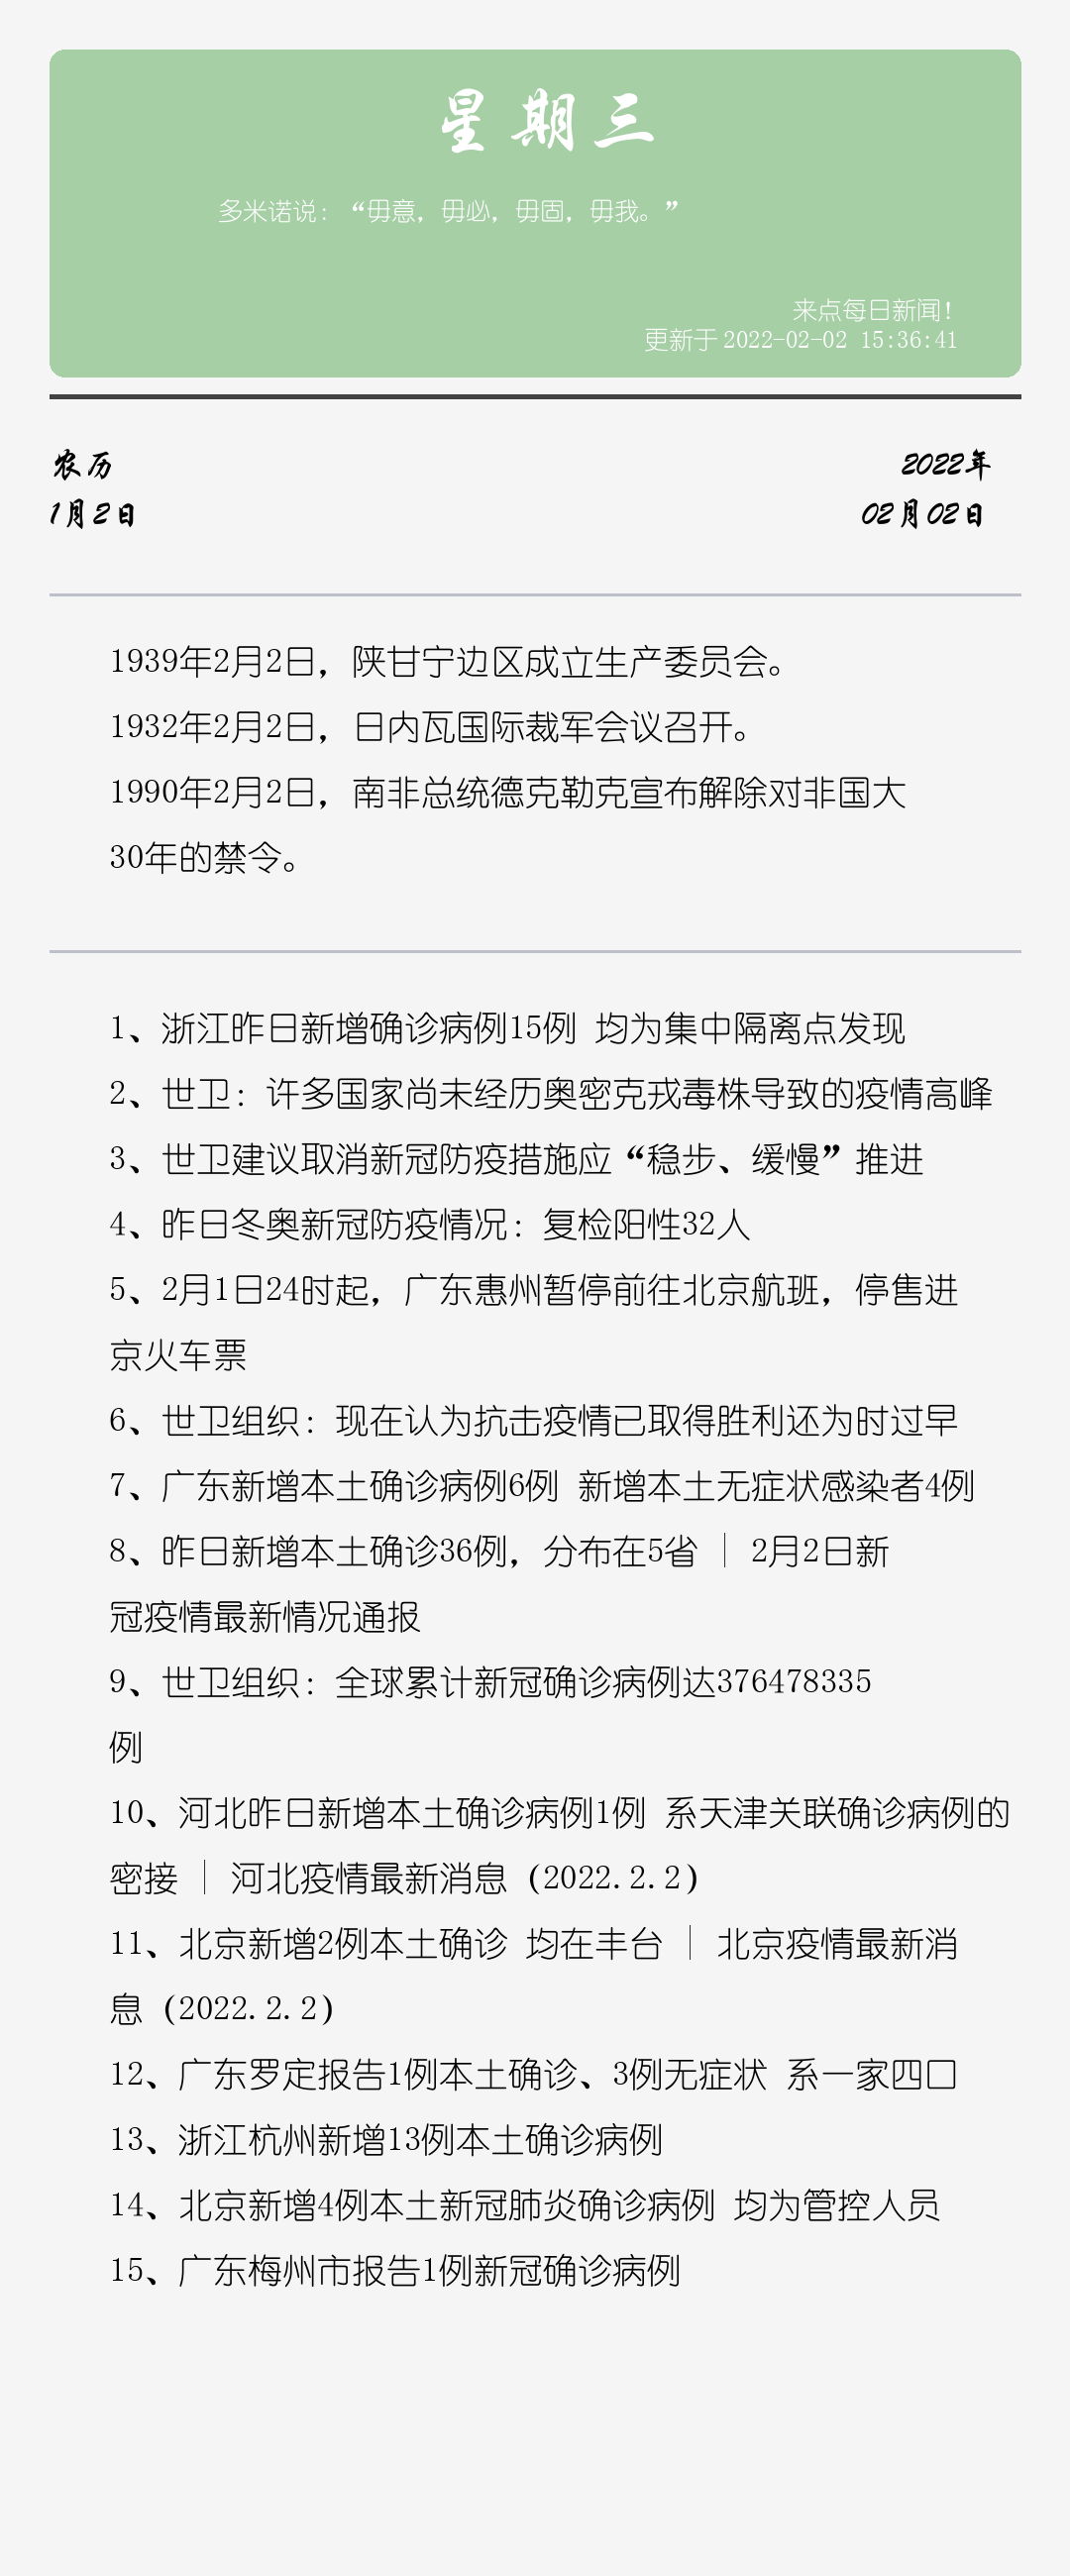 星期三
多米诺说：“毋意，毋必，毋固，毋我。”
来点每日新闻！
更新于 2022-02-02 15:36:41
农历
2022年
1月2日
02月02日
1939年2月2日，陕甘宁边区成立生产委员会。
1932年2月2日，日内瓦国际裁军会议召开。
1990年2月2日，南非总统德克勒克宣布解除对非国大
30年的禁令。
1、浙江昨日新增确诊病例15例 均为集中隔离点发现
2、世卫：许多国家尚未经历奥密克戎毒株导致的疫情高峰
3、世卫建议取消新冠防疫措施应“稳步、缓慢”推进
4、昨日冬奥新冠防疫情况：复检阳性32人
5、2月1日24时起，广东惠州暂停前往北京航班，停售进
京火车票
6、世卫组织：现在认为抗击疫情已取得胜利还为时过早
7、广东新增本土确诊病例6例 新增本土无症状感染者4例
8、昨日新增本土确诊36例，分布在5省 | 2月2日新
冠疫情最新情况通报
9、世卫组织：全球累计新冠确诊病例达376478335
例
10、河北昨日新增本土确诊病例1例 系天津关联确诊病例的
密接 | 河北疫情最新消息（2022.2.2）
11、北京新增2例本土确诊 均在丰台 | 北京疫情最新消
息（2022.2.2）
12、广东罗定报告1例本土确诊、3例无症状 系一家四口
13、浙江杭州新增13例本土确诊病例
14、北京新增4例本土新冠肺炎确诊病例 均为管控人员
15、广东梅州市报告1例新冠确诊病例